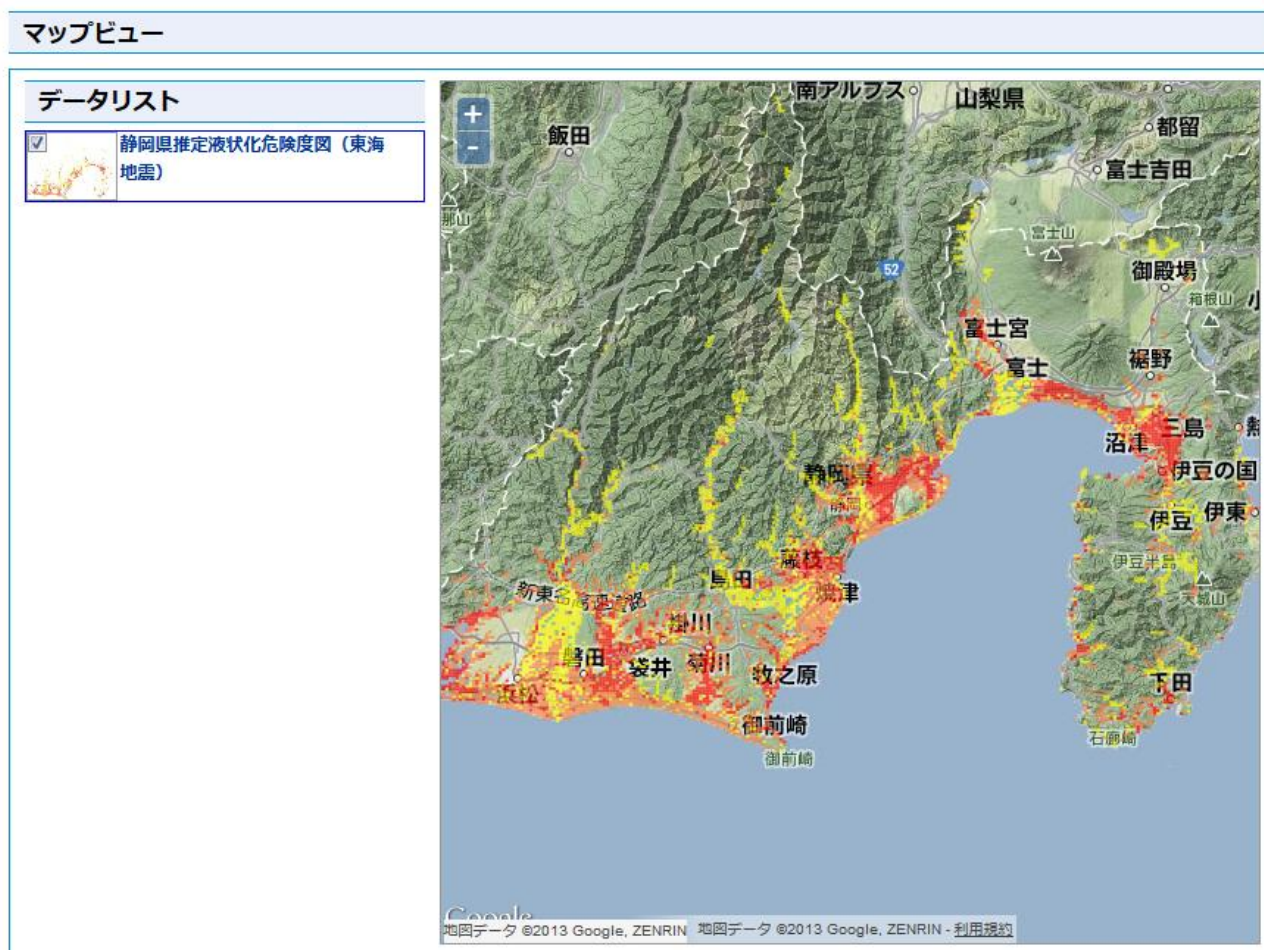 マップビュー
データリスト
静岡県推定液状化危険度図（東海
地震）
+
-
南アルプス
山梨県
飯田
都留
富士吉田
那山
富士山
52
御殿場
箱根山
小
富士宮
富士
裾野
三島
熱
沼津
静岡県
伊豆の国
静岡
伊豆
伊東
藤枝
伊豆半島
島田
焼津
天城山
新東名高速道路
掛川
磐田
袋井
菊川
牧之原
下田
浜松
御前崎
石廊崎
御前崎
Google
地図データ ©2013 Google, ZENRIN
地図データ ©2013 Google, ZENRIN - 利用規約